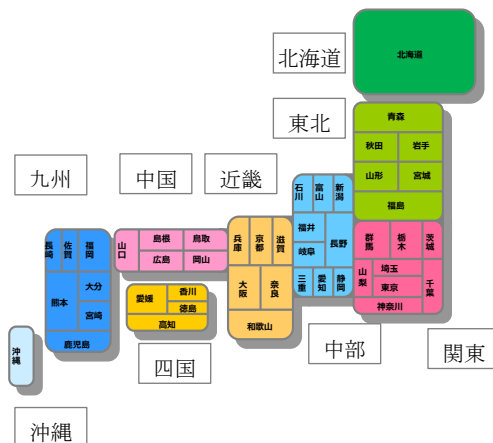 北海道
北海道
東北
青森
秋田
岩手
山形
宮城
福島
九州
中国
近畿
石川
富山
新潟
福井
長野
岐阜
三重
愛知
静岡
群馬
栃木
茨城
山梨
埼玉
東京
千葉
神奈川
長崎
佐賀
福岡
熊本
大分
宮崎
鹿児島
山口
島根
鳥取
広島
岡山
兵庫
京都
滋賀
大阪
奈良
和歌山
愛媛
香川
徳島
高知
四国
中部
関東
沖縄
沖縄